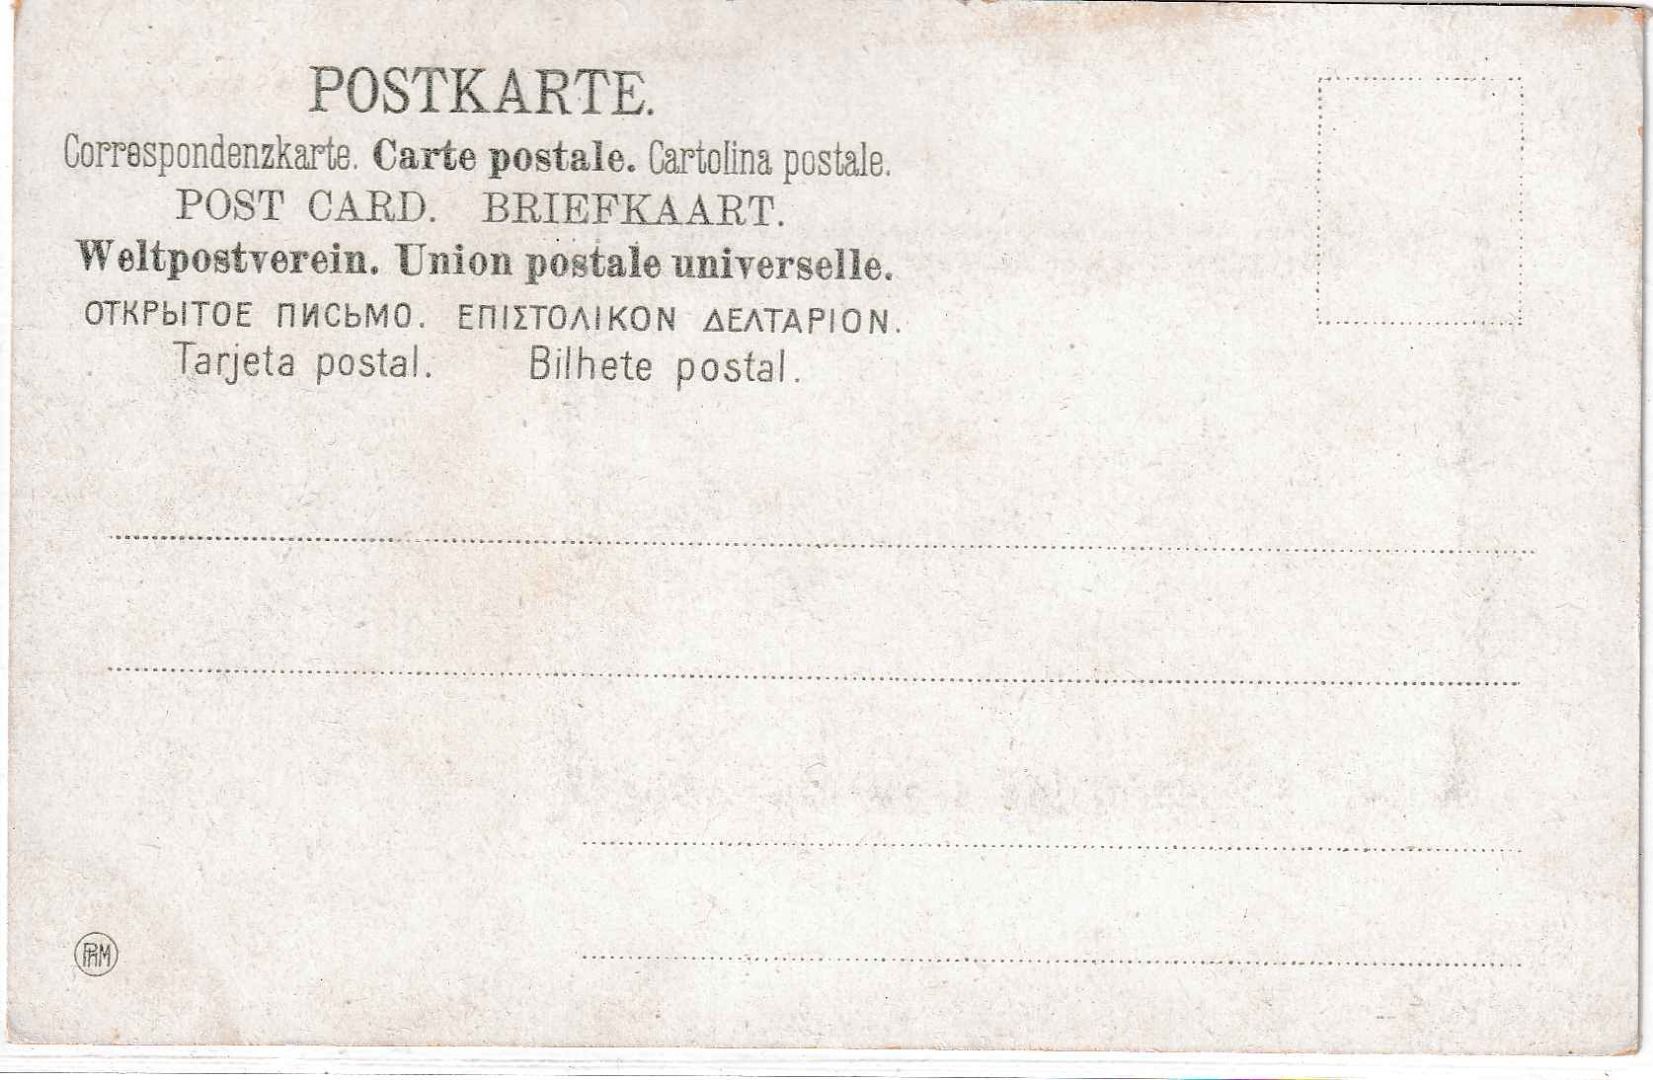 POSTKARTE.
Correspondenzkarte. Carte postale. Cartolina postale.
POST CARD. BRIEFKAART.
Weltpostverein. Union postale universelle.
ОТКРЫТОЕ ПИСЬМО. ΕΠΙΣΤΟΛΙΚΟΝ ΔΕΛΤΑΡΙΟΝ.
Tarjeta postal. Bilhete postal.